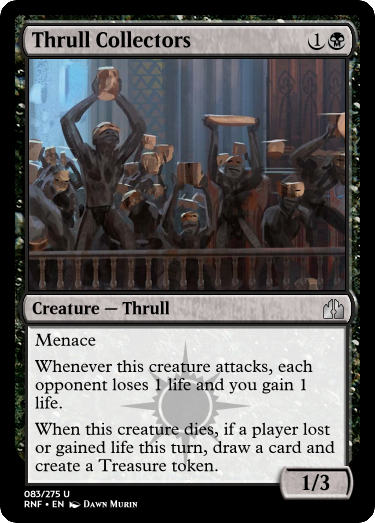 Thrull Collectors 1
Creature — Thrull
Menace
Whenever this creature attacks, each
opponent loses 1 life and you gain 1
life.
When this creature dies, if a player lost
or gained life this turn, draw a card and
create a Treasure token.
1/3
083/275 U
RNF • EN Dawn Murin